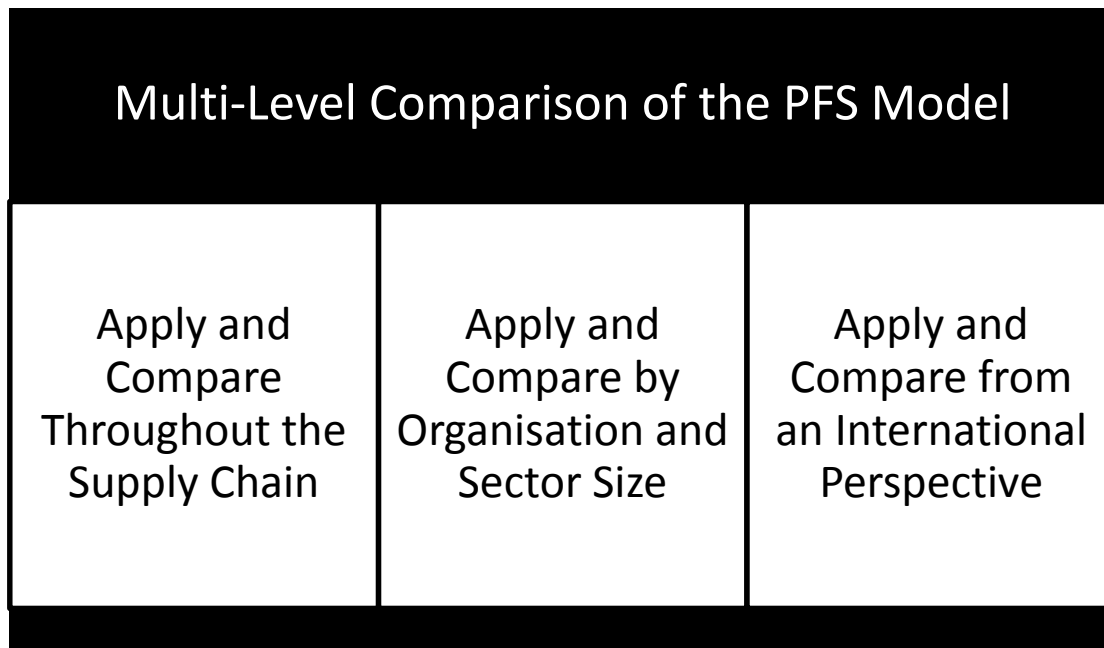 Multi-Level Comparison of the PFS Model
Apply and
Compare
Throughout the
Supply Chain
Apply and
Compare by
Organisation and
Sector Size
Apply and
Compare from
an International
Perspective